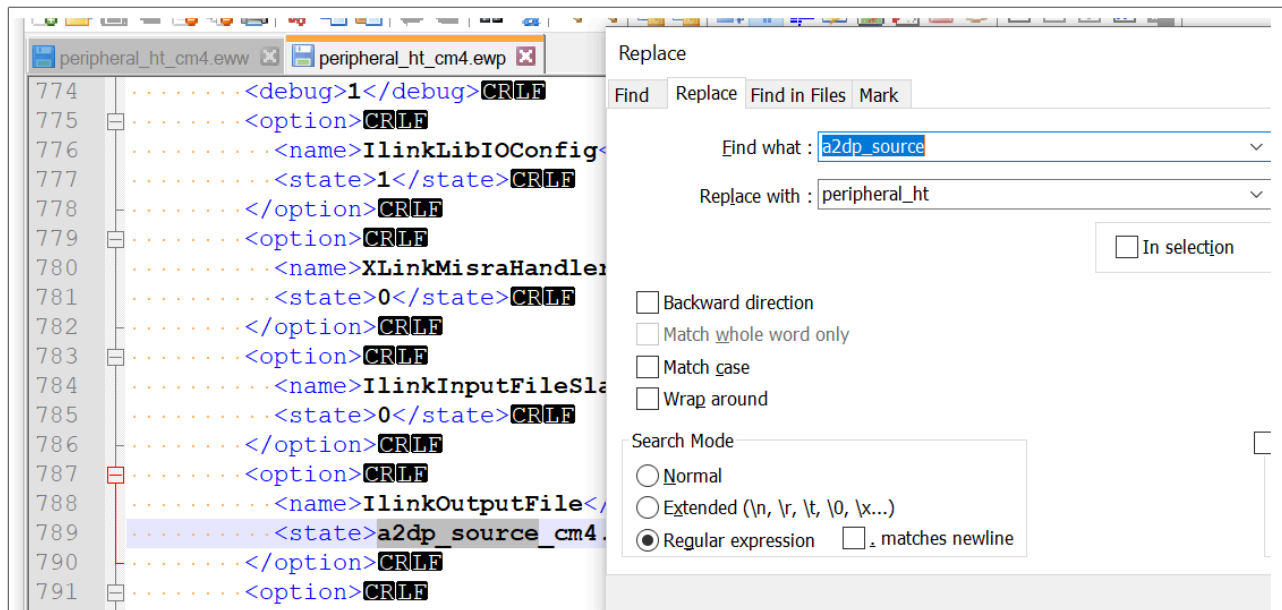 peripheral_ht_cm4.eww
peripheral_ht_cm4.ewp
774 <debug>1</debug>CRLF
775 <option>CRLF
776 <name>IlinkLibIOConfig<
777 <state>1</state>CRLF
778 </option>CRLF
779 <option>CRLF
780 <name>XLinkMisraHandler
781 <state>0</state>CRLF
782 </option>CRLF
783 <option>CRLF
784 <name>IlinkInputFileSla
785 <state>0</state>CRLF
786 </option>CRLF
787 <option>CRLF
788 <name>IlinkOutputFile</
789 <state>a2dp_source_cm4.
790 </option>CRLF
791 <option>CRLF
Replace
Find Replace Find in Files Mark
Find what : a2dp_source
Replace with : peripheral_ht
In selection
Backward direction
Match whole word only
Match case
Wrap around
Search Mode
Normal
Extended (\n, \r, \t, \0, \x...)
Regular expression . matches newline